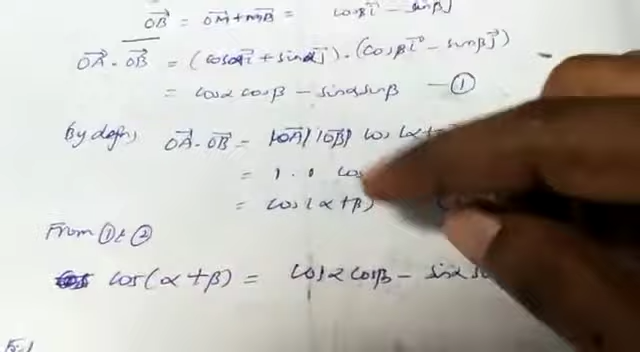 OB = OM + MB = cosβ i − sinβ j
OA · OB = (cosα i + sinα j) · (cosβ i − sinβ j)
= cosα cosβ − sinα sinβ — ①
By defn, OA · OB = |OA| |OB| cos (α+
= 1 . 1 cos
= cos (α + β)
From ① & ②
cos (α + β) = cosα cosβ − sinα